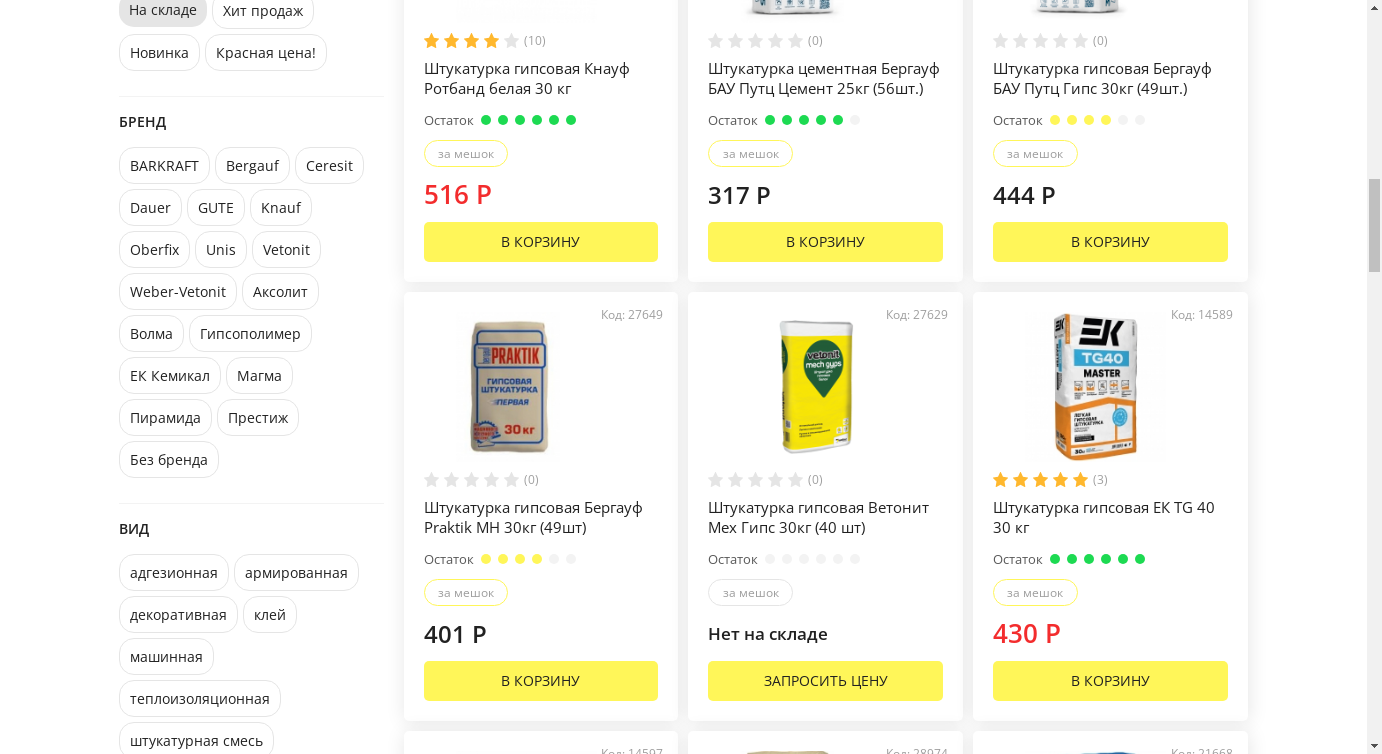 На складе
Хит продаж
Новинка
Красная цена!
БРЕНД
BARKRAFT
Bergauf
Ceresit
Dauer
GUTE
Knauf
Oberfix
Unis
Vetonit
Weber-Vetonit
Аксолит
Волма
Гипсополимер
ЕК Кемикал
Магма
Пирамида
Престиж
Без бренда
ВИД
адгезионная
армированная
декоративная
клей
машинная
теплоизоляционная
штукатурная смесь
(10)
Штукатурка гипсовая Кнауф
Ротбанд белая 30 кг
Остаток
за мешок
516 Р
В КОРЗИНУ
(0)
Штукатурка цементная Бергауф
БАУ Путц Цемент 25кг (56шт.)
Остаток
за мешок
317 Р
В КОРЗИНУ
(0)
Штукатурка гипсовая Бергауф
БАУ Путц Гипс 30кг (49шт.)
Остаток
за мешок
444 Р
В КОРЗИНУ
Код: 27649
PRAKTIK
ГИПСОВАЯ
ШТУКАТУРКА
ПЕРВАЯ
30 кг
(0)
Штукатурка гипсовая Бергауф
Praktik МН 30кг (49шт)
Остаток
за мешок
401 Р
В КОРЗИНУ
Код: 27629
vetonit
mech gyps
(0)
Штукатурка гипсовая Ветонит
Мех Гипс 30кг (40 шт)
Остаток
за мешок
Нет на складе
ЗАПРОСИТЬ ЦЕНУ
Код: 14589
ЕК
TG40
MASTER
ЛЕГКАЯ
ГИПСОВАЯ
ШТУКАТУРКА
(3)
Штукатурка гипсовая ЕК TG 40
30 кг
Остаток
за мешок
430 Р
В КОРЗИНУ
Код: 14597
Код: 28974
Код: 21668